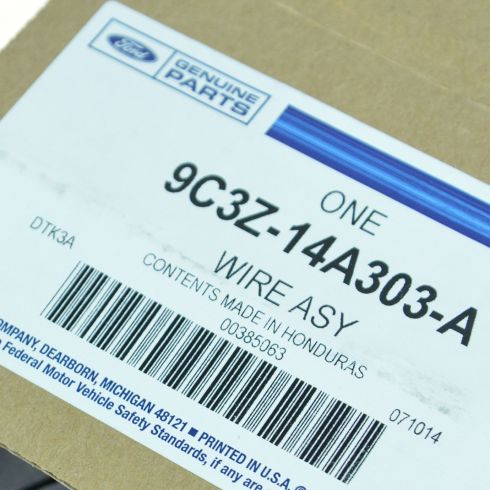 Ford
GENUINE
PARTS
ONE
9C3Z-14A303-A
WIRE ASY
DTK3A
CONTENTS MADE IN HONDURAS
00385063
071014
COMPANY, DEARBORN, MICHIGAN 48121 ■ PRINTED IN U.S.A.
Federal Motor Vehicle Safety Standards, if any are